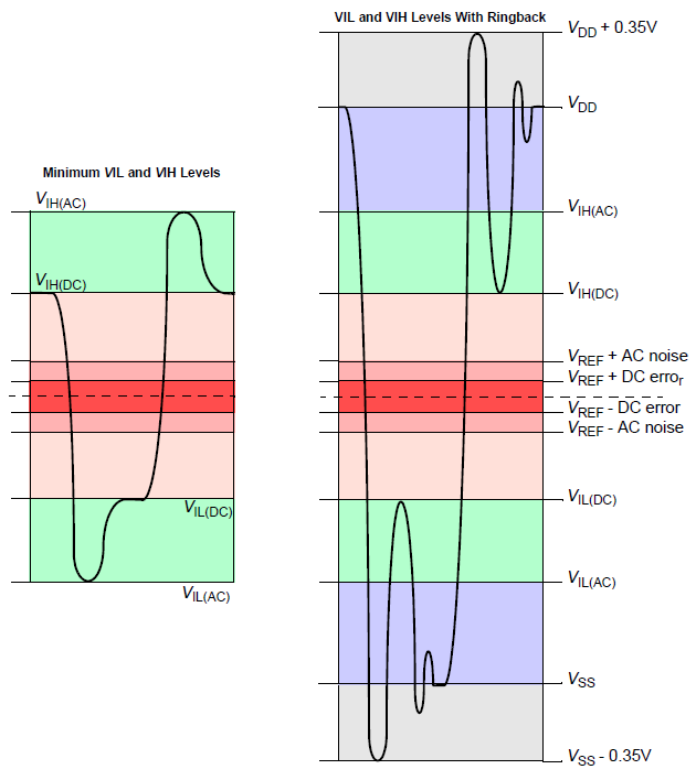 VIL and VIH Levels With Ringback
VDD + 0.35V
VDD
Minimum VIL and VIH Levels
VIH(AC)
VIH(AC)
VIH(DC)
VIH(DC)
VREF + AC noise
VREF + DC error
VREF - DC error
VREF - AC noise
VIL(DC)
VIL(DC)
VIL(AC)
VIL(AC)
VSS
VSS - 0.35V